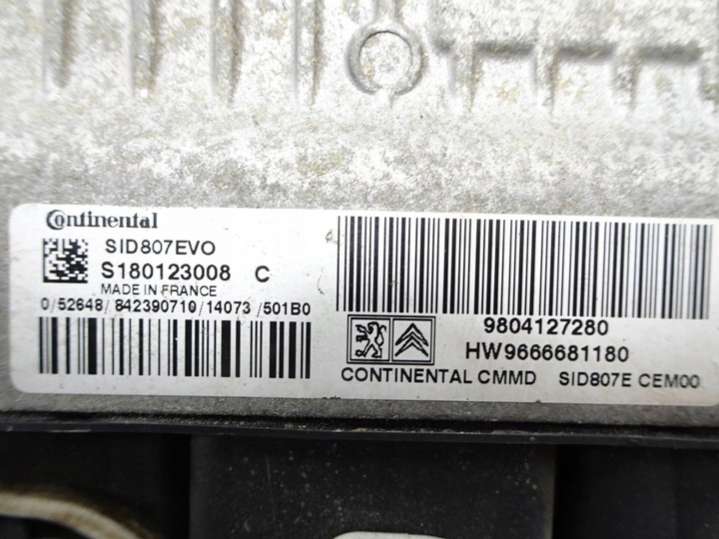 Continental
SID807EVO
S180123008 C
MADE IN FRANCE
0/52648/842390710/14073/501B0
9804127280
HW9666681180
CONTINENTAL CMMD SID807E CEM00